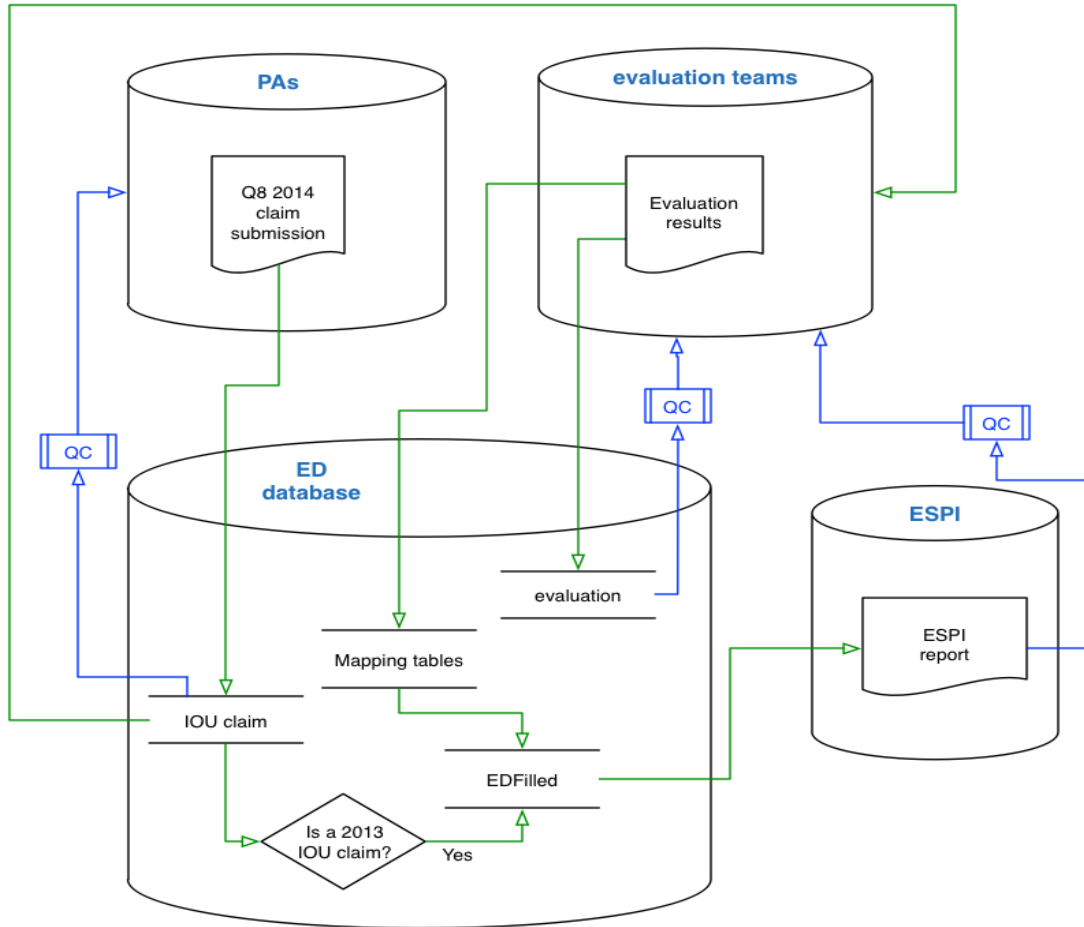 PAs
evaluation teams
Q8 2014
claim
submission
Evaluation
results
QC
QC
QC
ED
database
ESPI
evaluation
ESPI
report
Mapping tables
IOU claim
EDFilled
Is a 2013
IOU claim?
Yes